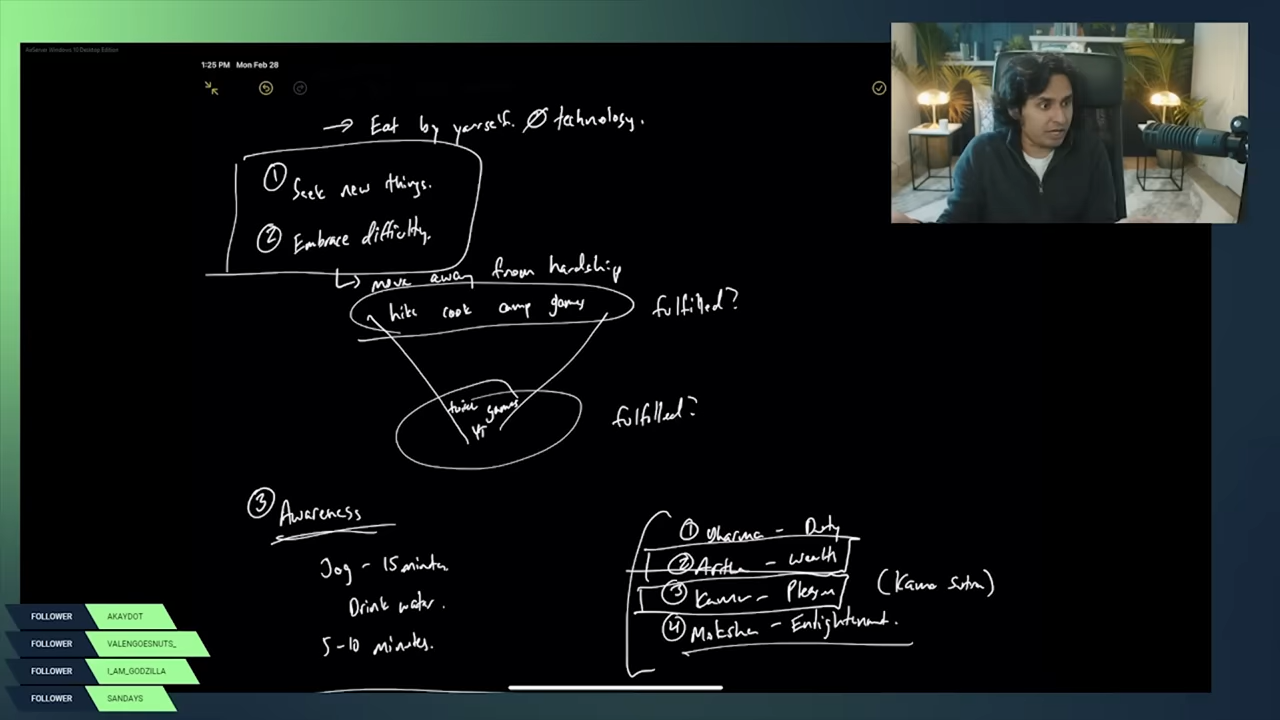 1:25 PM Mon Feb 28
→ Eat by yourself. Ø technology.
① Seek new things.
② Embrace difficulty.
↳ move away from hardship
hike cook camp games
fulfilled?
games
YT
fulfilled?
③ Awareness
Jog - 15 minutes
Drink water.
5-10 minutes.
① Dharma - Duty
② Artha - Wealth
③ Kama - Pleasure
(Kama Sutra)
④ Moksha - Enlightenment.
FOLLOWER AKAYDOT
FOLLOWER VALENGOESNUTS_
FOLLOWER I_AM_GODZILLA
FOLLOWER SANDAYS